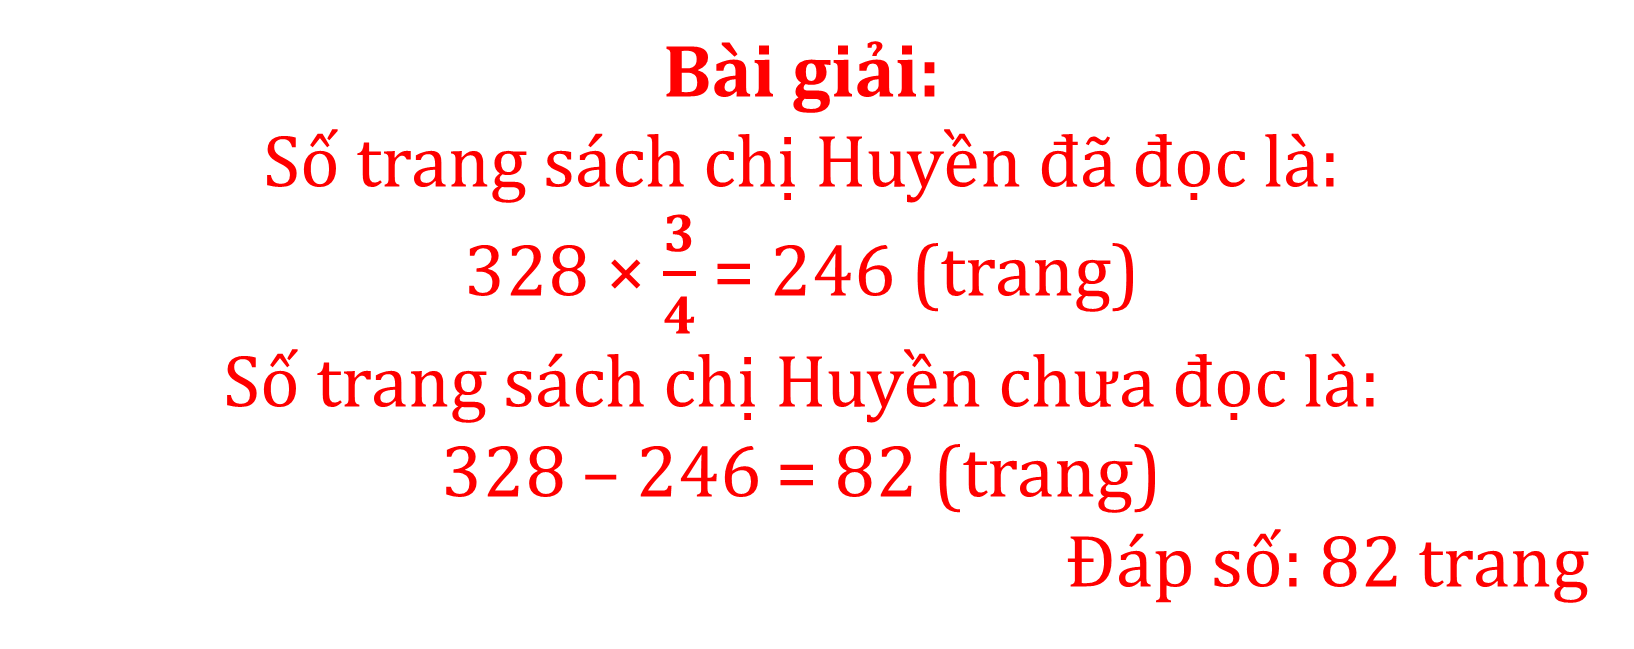 Bài giải:
Số trang sách chị Huyền đã đọc là:
328 × 3/4 = 246 (trang)
Số trang sách chị Huyền chưa đọc là:
328 – 246 = 82 (trang)
Đáp số: 82 trang